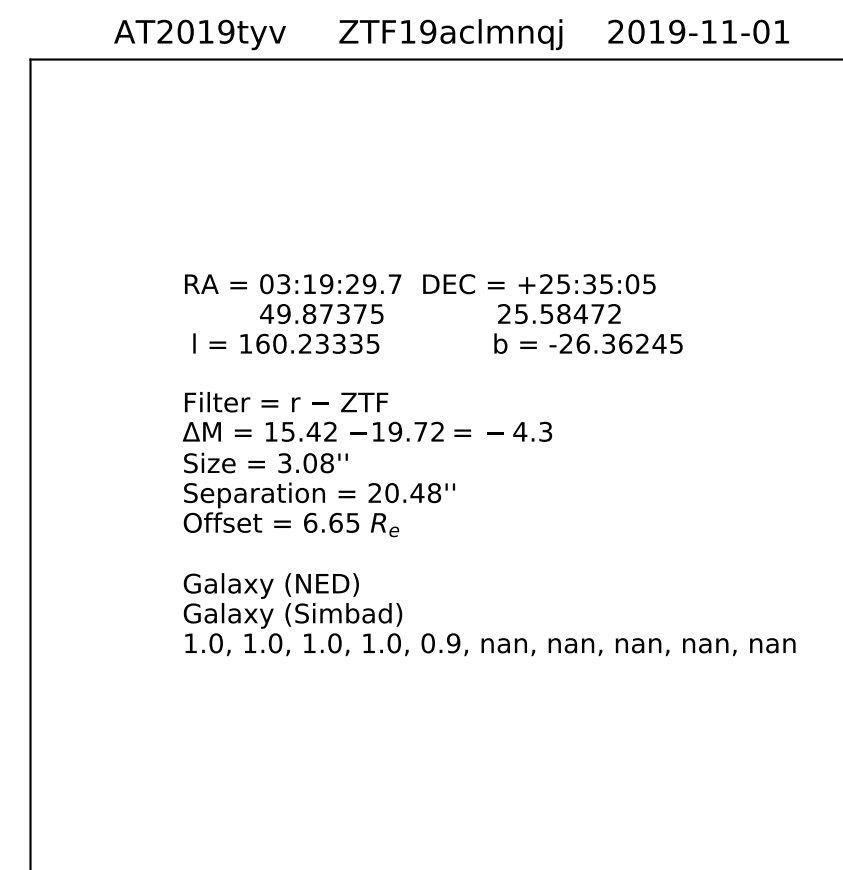 AT2019tyv ZTF19aclmnqj 2019-11-01
RA = 03:19:29.7 DEC = +25:35:05
49.87375 25.58472
l = 160.23335 b = -26.36245
Filter = r − ZTF
ΔM = 15.42 −19.72 = − 4.3
Size = 3.08''
Separation = 20.48''
Offset = 6.65 Re
Galaxy (NED)
Galaxy (Simbad)
1.0, 1.0, 1.0, 1.0, 0.9, nan, nan, nan, nan, nan